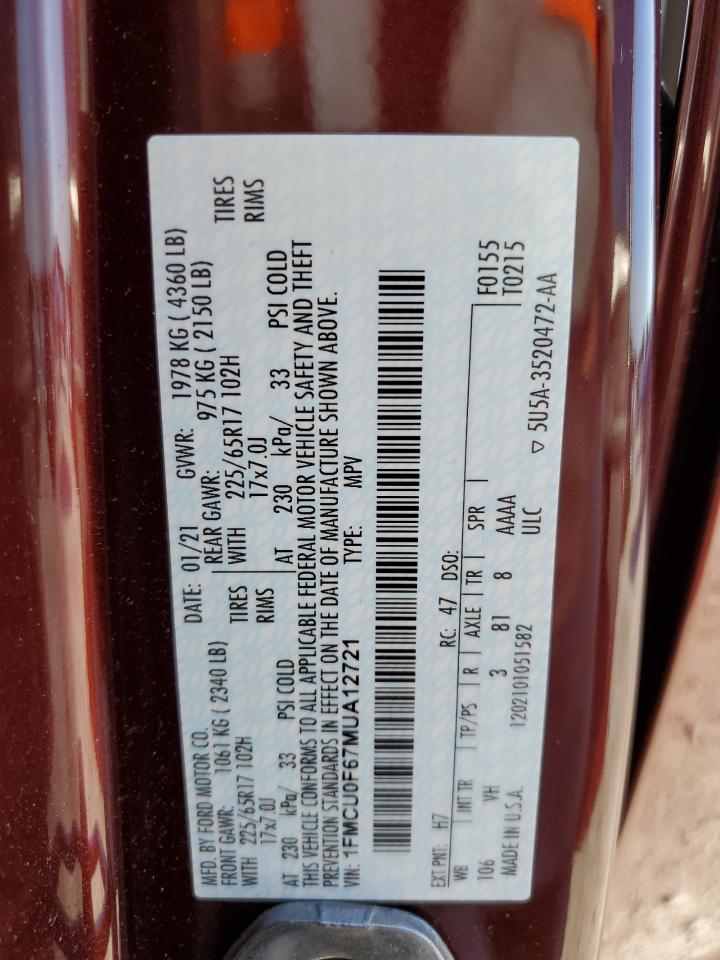 MFD. BY FORD MOTOR CO.
DATE: 01/21 GVWR: 1978 KG ( 4360 LB)
FRONT GAWR: 1061 KG ( 2340 LB) REAR GAWR: 975 KG ( 2150 LB)
WITH 225/65R17 102H TIRES WITH 225/65R17 102H TIRES
17x7.0J RIMS 17x7.0J RIMS
AT 230 kPa/ 33 PSI COLD AT 230 kPa/ 33 PSI COLD
THIS VEHICLE CONFORMS TO ALL APPLICABLE FEDERAL MOTOR VEHICLE SAFETY AND THEFT
PREVENTION STANDARDS IN EFFECT ON THE DATE OF MANUFACTURE SHOWN ABOVE.
VIN: 1FMCU0F67MUA12721 TYPE: MPV
EXT PNT: H7 RC: 47 DSO: F0155
WB INT TR TP/PS R AXLE TR SPR T0215
106 VH 3 81 8 AAAA
ULC
MADE IN U.S.A. 1202101051582 ▽ 5U5A-3520472-AA